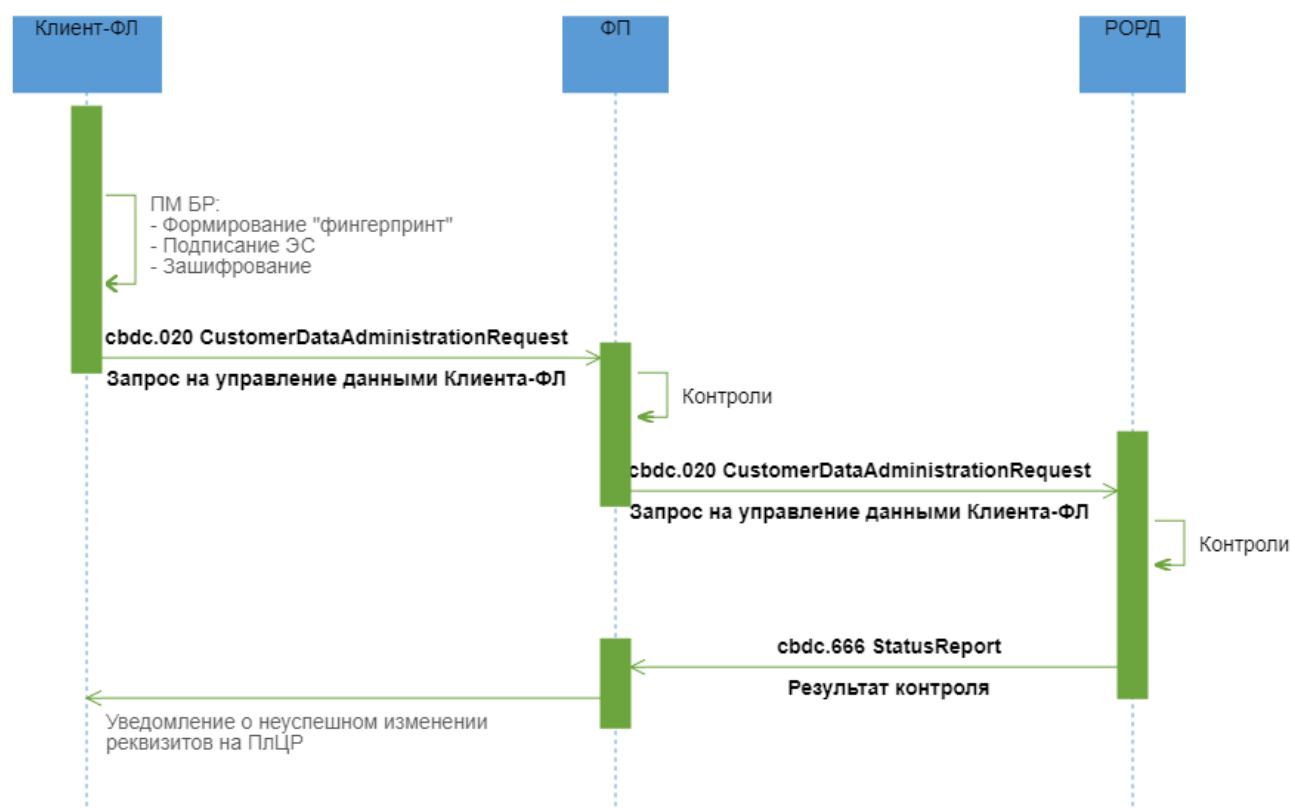 Клиент-ФЛ
ФП
РОРД
ПМ БР:
- Формирование "фингерпринт"
- Подписание ЭС
- Зашифрование
cbdc.020 CustomerDataAdministrationRequest
Запрос на управление данными Клиента-ФЛ
Контроли
cbdc.020 CustomerDataAdministrationRequest
Запрос на управление данными Клиента-ФЛ
Контроли
cbdc.666 StatusReport
Результат контроля
Уведомление о неуспешном изменении
реквизитов на ПлЦР